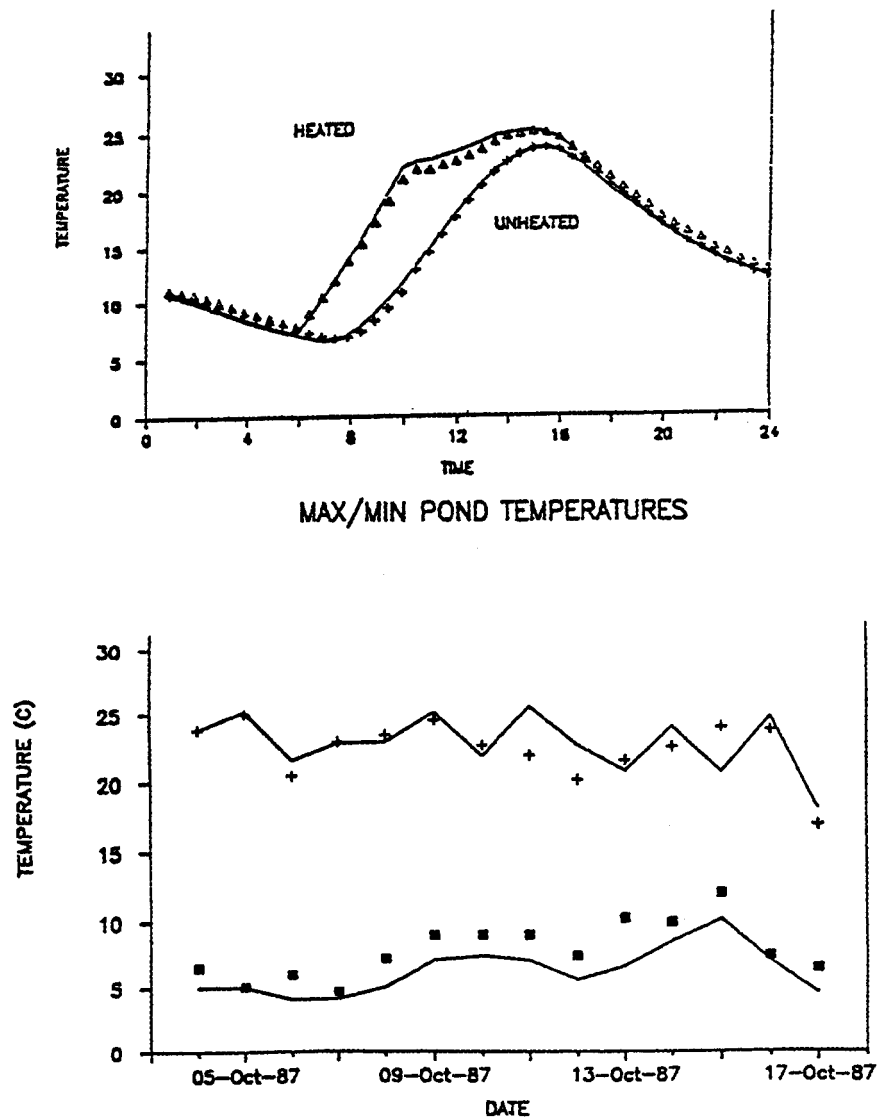 30
25
20
15
10
5
0
TEMPERATURE
HEATED
UNHEATED
0 4 8 12 16 20 24
TIME
MAX/MIN POND TEMPERATURES
30
25
20
15
10
5
0
TEMPERATURE (C)
05-Oct-87 09-Oct-87 13-Oct-87 17-Oct-87
DATE